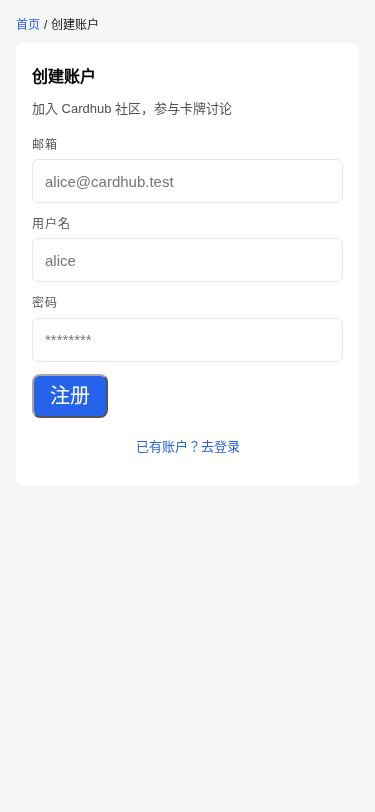 首页 / 创建账户
创建账户
加入 Cardhub 社区，参与卡牌讨论
邮箱
alice@cardhub.test
用户名
alice
密码
********
注册
已有账户？去登录